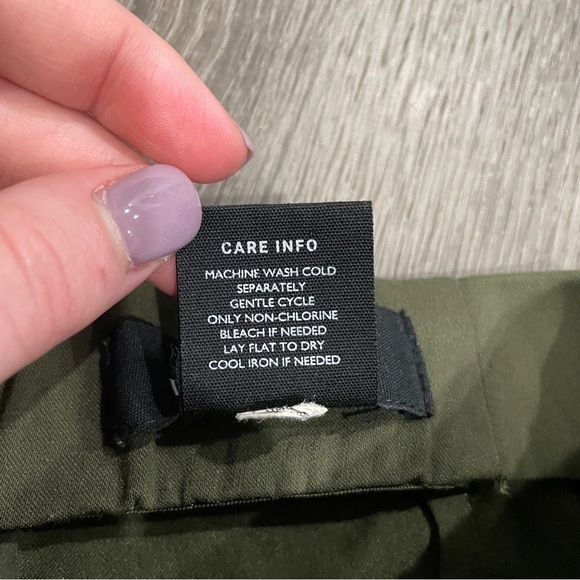 CARE INFO
MACHINE WASH COLD
SEPARATELY
GENTLE CYCLE
ONLY NON-CHLORINE
BLEACH IF NEEDED
LAY FLAT TO DRY
COOL IRON IF NEEDED